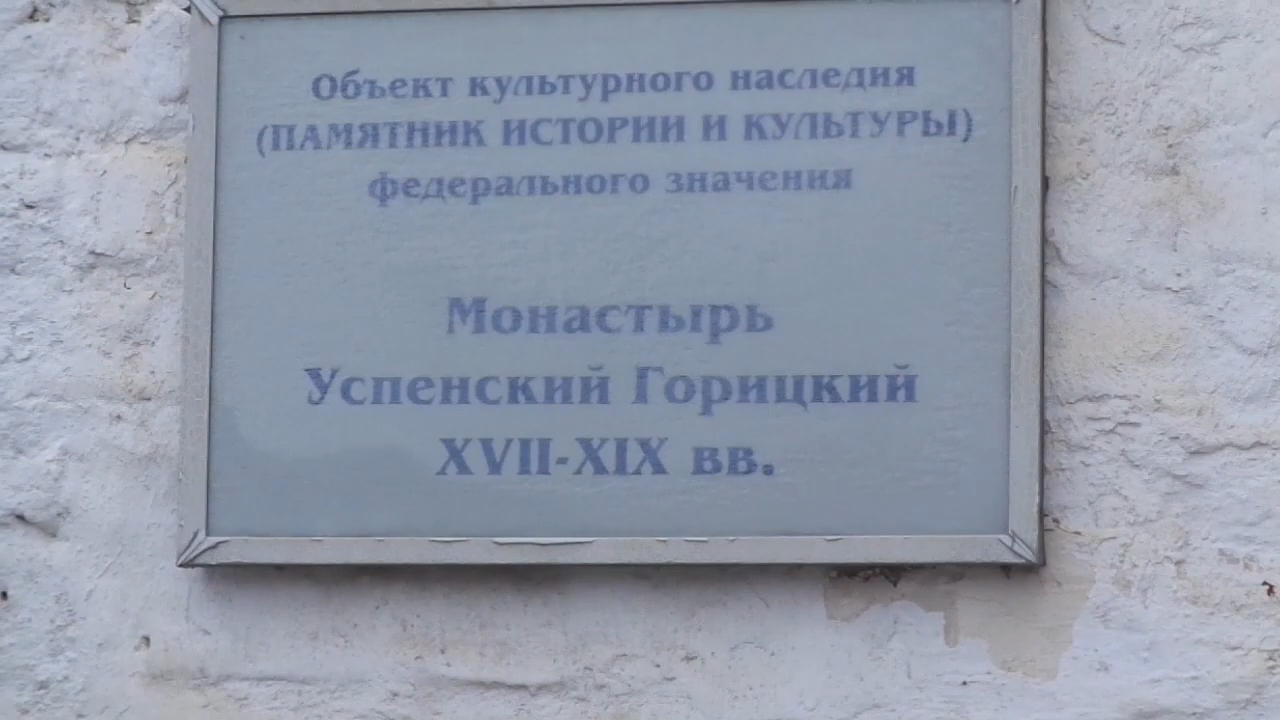 Объект культурного наследия
(ПАМЯТНИК ИСТОРИИ И КУЛЬТУРЫ)
федерального значения
Монастырь
Успенский Горицкий
XVII-XIX вв.